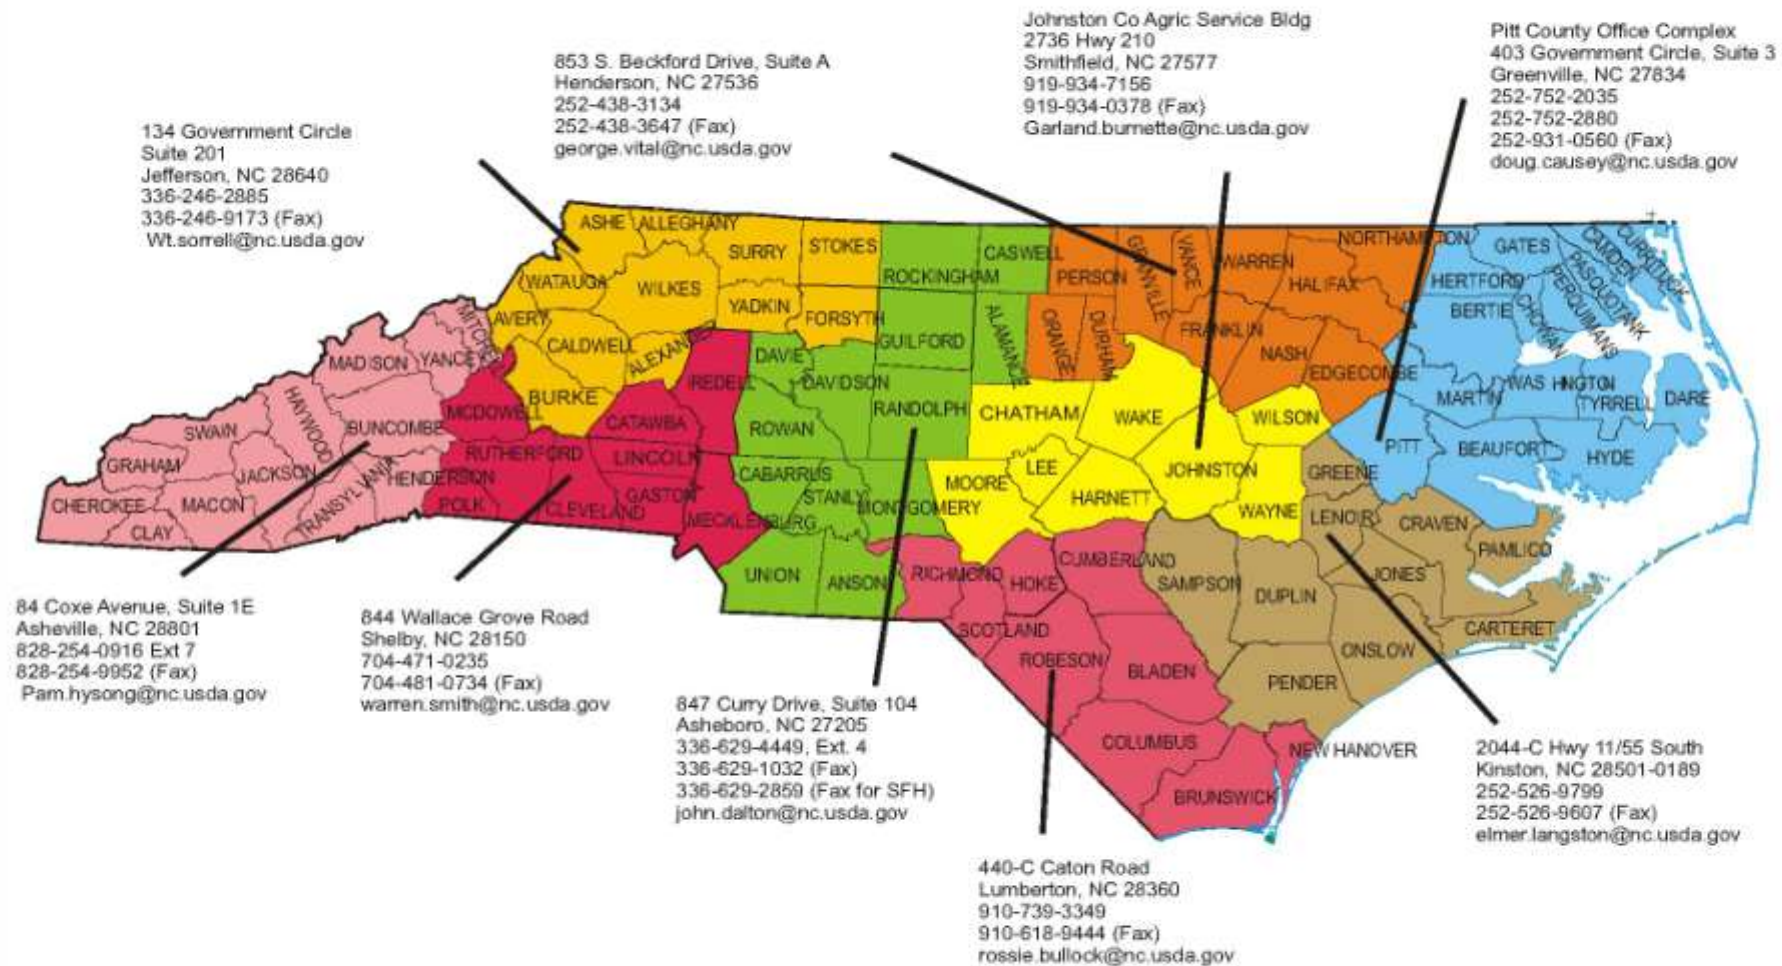 Johnston Co Agric Service Bldg
2736 Hwy 210
Smithfield, NC 27577
919-934-7156
919-934-0378 (Fax)
Garland.burnette@nc.usda.gov
Pitt County Office Complex
403 Government Circle, Suite 3
Greenville, NC 27834
252-752-2035
252-752-2880
252-931-0560 (Fax)
doug.causey@nc.usda.gov
853 S. Beckford Drive, Suite A
Henderson, NC 27536
252-438-3134
252-438-3647 (Fax)
george.vital@nc.usda.gov
134 Government Circle
Suite 201
Jefferson, NC 28640
336-246-2885
336-246-9173 (Fax)
Wt.sorrell@nc.usda.gov
ASHE
ALLEGHANY
SURRY
STOKES
ROCKINGHAM
CASWELL
PERSON
GRANVILLE
VANCE
WARREN
NORTHAMPTON
HALIFAX
GATES
HERTFORD
CAMDEN
CURRITUCK
PASQUOTANK
PERQUIMANS
CHOWAN
BERTIE
WATAUGA
WILKES
YADKIN
FORSYTH
GUILFORD
ALAMANCE
ORANGE
DURHAM
FRANKLIN
NASH
EDGECOMBE
MARTIN
WASHINGTON
TYRRELL
DARE
MITCHELL
AVERY
CALDWELL
ALEXANDER
IREDELL
DAVIE
DAVIDSON
RANDOLPH
CHATHAM
WAKE
WILSON
PITT
BEAUFORT
HYDE
MADISON
YANCEY
BURKE
MCDOWELL
CATAWBA
ROWAN
HAYWOOD
BUNCOMBE
SWAIN
GRAHAM
JACKSON
CHEROKEE
MACON
CLAY
TRANSYLVANIA
HENDERSON
RUTHERFORD
POLK
CLEVELAND
LINCOLN
GASTON
MECKLENBURG
CABARRUS
STANLY
MONTGOMERY
MOORE
LEE
HARNETT
JOHNSTON
WAYNE
GREENE
LENOIR
CRAVEN
PAMLICO
JONES
CARTERET
ONSLOW
DUPLIN
SAMPSON
PENDER
UNION
ANSON
RICHMOND
HOKE
CUMBERLAND
SCOTLAND
ROBESON
BLADEN
COLUMBUS
BRUNSWICK
NEW HANOVER
84 Coxe Avenue, Suite 1E
Asheville, NC 28801
828-254-0916 Ext 7
828-254-9952 (Fax)
Pam.hysong@nc.usda.gov
844 Wallace Grove Road
Shelby, NC 28150
704-471-0235
704-481-0734 (Fax)
warren.smith@nc.usda.gov
847 Curry Drive, Suite 104
Asheboro, NC 27205
336-629-4449, Ext. 4
336-629-1032 (Fax)
336-629-2859 (Fax for SFH)
john.dalton@nc.usda.gov
2044-C Hwy 11/55 South
Kinston, NC 28501-0189
252-526-9799
252-526-9607 (Fax)
elmer.langston@nc.usda.gov
440-C Caton Road
Lumberton, NC 28360
910-739-3349
910-618-9444 (Fax)
rossie.bullock@nc.usda.gov